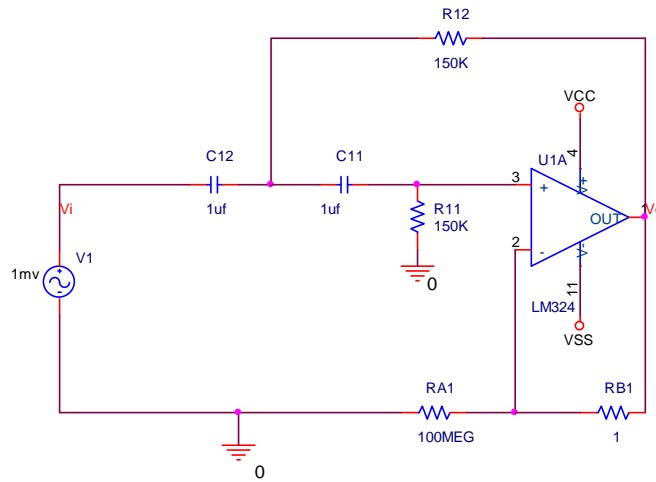 R12
150K
VCC
C12
C11
U1A
4
3
+
V+
1uf
1uf
R11
150K
OUT
1
Vi
V1
2
-
V-
1mv
11
0
LM324
VSS
RA1
RB1
100MEG
1
0